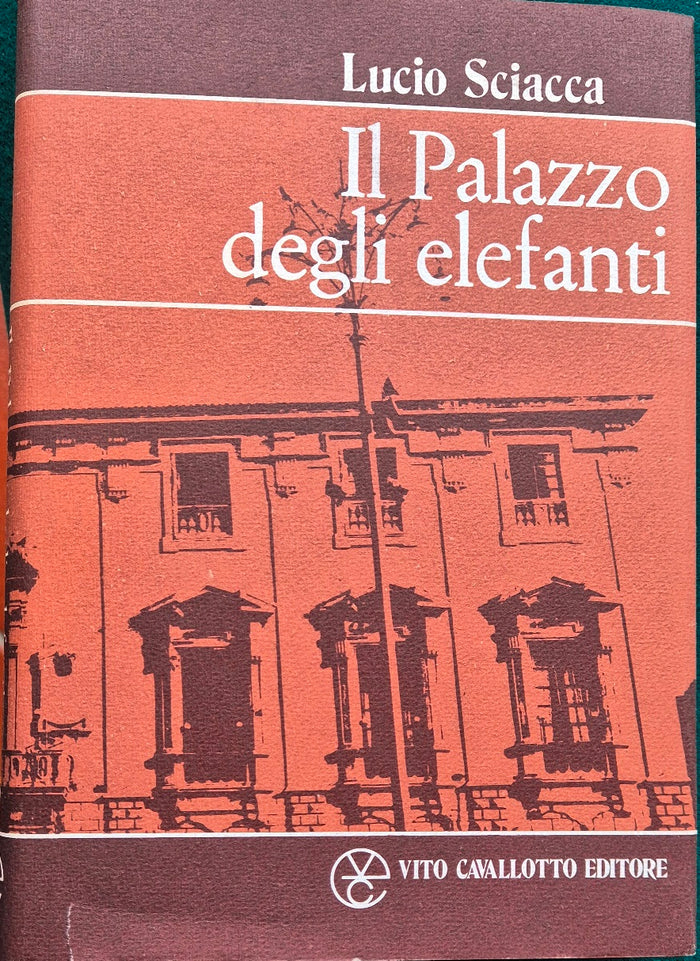 Lucio Sciacca
Il Palazzo
degli elefanti
VITO CAVALLOTTO EDITORE